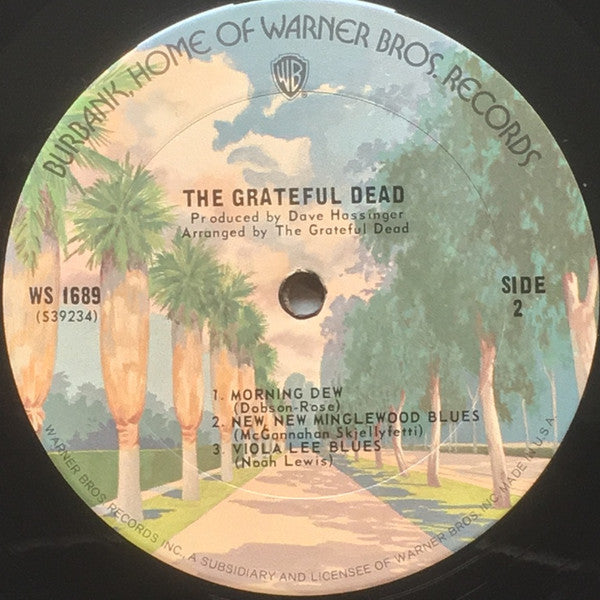 BURBANK, HOME OF WARNER BROS. RECORDS
WB
THE GRATEFUL DEAD
Produced by Dave Hassinger
Arranged by The Grateful Dead
WS 1689
(S39234)
SIDE
2
1. MORNING DEW
(Dobson-Rose)
2. NEW, NEW MINGLEWOOD BLUES
(McGannahan Skjellyfetti)
3. VIOLA LEE BLUES
(Noah Lewis)
WARNER BROS. RECORDS INC., A SUBSIDIARY AND LICENSEE OF WARNER BROS. INC. MADE IN U.S.A.